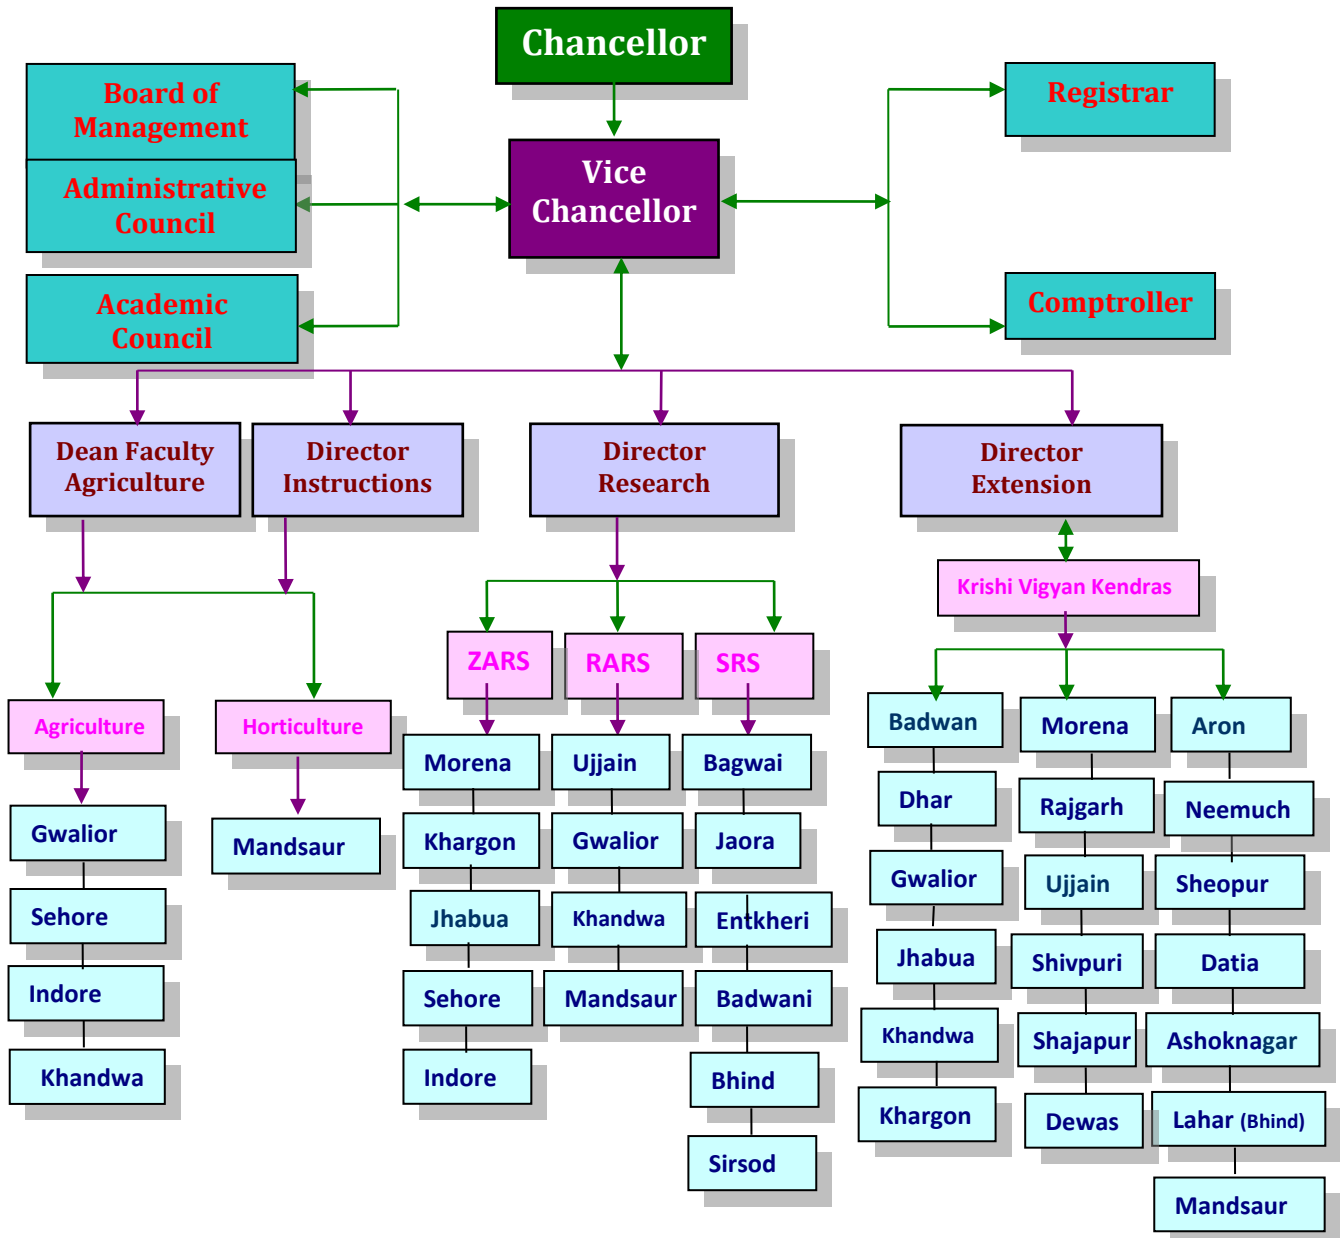 Chancellor
Board of
Management
Administrative
Council
Academic
Council
Vice
Chancellor
Registrar
Comptroller
Dean Faculty
Agriculture
Director
Instructions
Director
Research
Director
Extension
Agriculture
Gwalior
Sehore
Indore
Khandwa
Horticulture
Mandsaur
ZARS
Morena
Khargon
Jhabua
Sehore
Indore
RARS
Ujjain
Gwalior
Khandwa
Mandsaur
SRS
Bagwai
Jaora
Entkheri
Badwani
Bhind
Sirsod
Krishi Vigyan Kendras
Badwan
Dhar
Gwalior
Jhabua
Khandwa
Khargon
Morena
Rajgarh
Ujjain
Shivpuri
Shajapur
Dewas
Aron
Neemuch
Sheopur
Datia
Ashoknagar
Lahar (Bhind)
Mandsaur